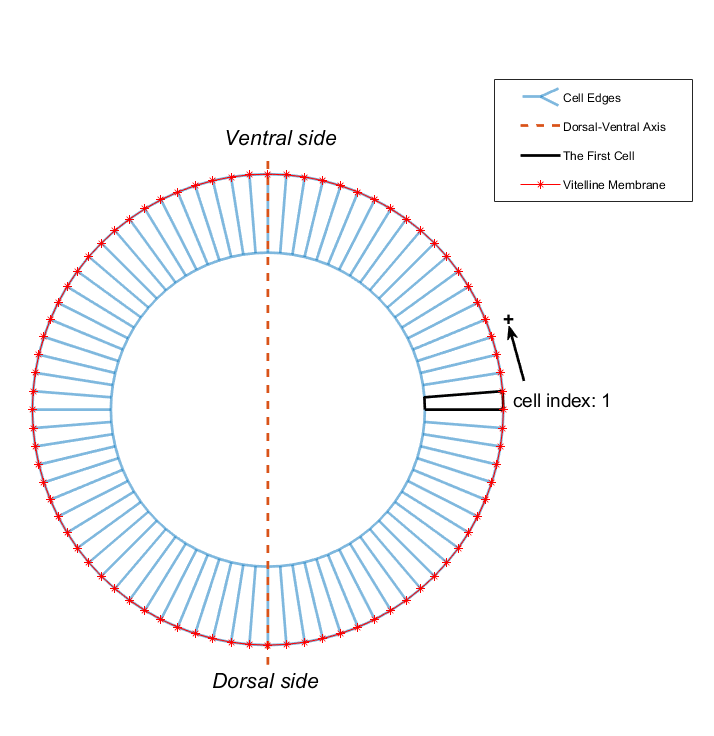 Cell Edges
Dorsal-Ventral Axis
The First Cell
Vitelline Membrane
Ventral side
+
cell index: 1
Dorsal side